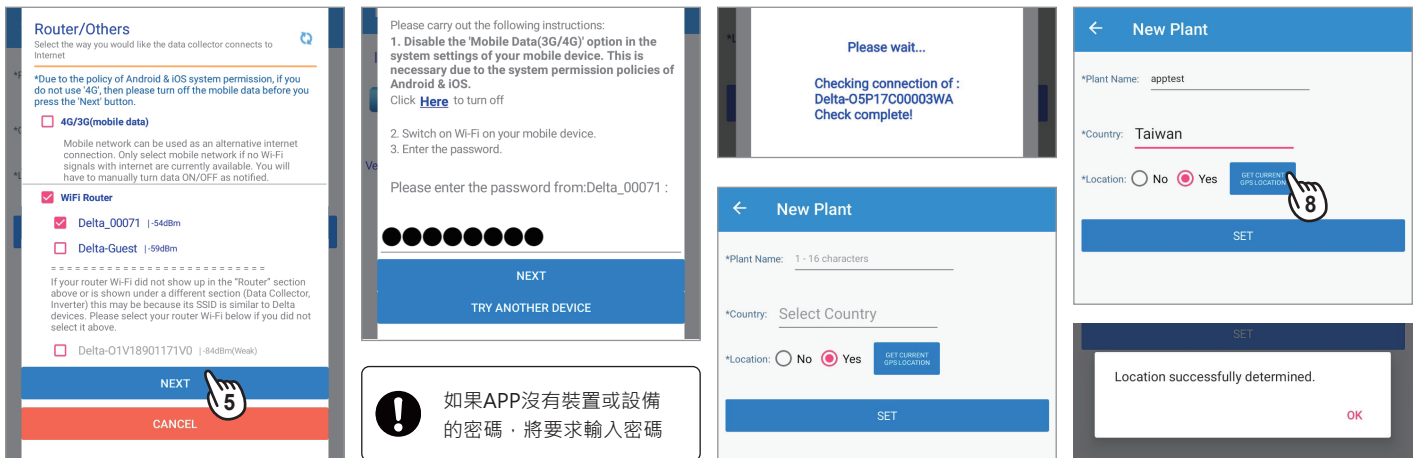 Router/Others
Select the way you would like the data collector connects to
Internet
*Due to the policy of Android & iOS system permission, if you
do not use '4G', then please turn off the mobile data before you
press the 'Next' button.
4G/3G(mobile data)
Mobile network can be used as an alternative internet
connection. Only select mobile network if no Wi-Fi
signals with internet are currently available. You will
have to manually turn data ON/OFF as notified.
WiFi Router
Delta_00071 |-54dBm
Delta-Guest |-59dBm
If your router Wi-Fi did not show up in the "Router" section
above or is shown under a different section (Data Collector,
Inverter) this may be because its SSID is similar to Delta
devices. Please select your router Wi-Fi below if you did not
select it above.
Delta-O1V18901171V0 |-84dBm(Weak)
NEXT
5
CANCEL
Please carry out the following instructions:
1. Disable the 'Mobile Data(3G/4G)' option in the
system settings of your mobile device. This is
necessary due to the system permission policies of
Android & iOS.
Click Here to turn off
2. Switch on Wi-Fi on your mobile device.
3. Enter the password.
Please enter the password from:Delta_00071 :
NEXT
TRY ANOTHER DEVICE
如果APP沒有裝置或設備
的密碼，將要求輸入密碼
Please wait...
Checking connection of :
Delta-O5P17C00003WA
Check complete!
New Plant
*Plant Name: 1 - 16 characters
*Country: Select Country
*Location: No Yes GET CURRENT
GPS LOCATION
SET
New Plant
*Plant Name: apptest
*Country: Taiwan
*Location: No Yes GET CURRENT
GPS LOCATION
8
SET
SET
Location successfully determined.
OK